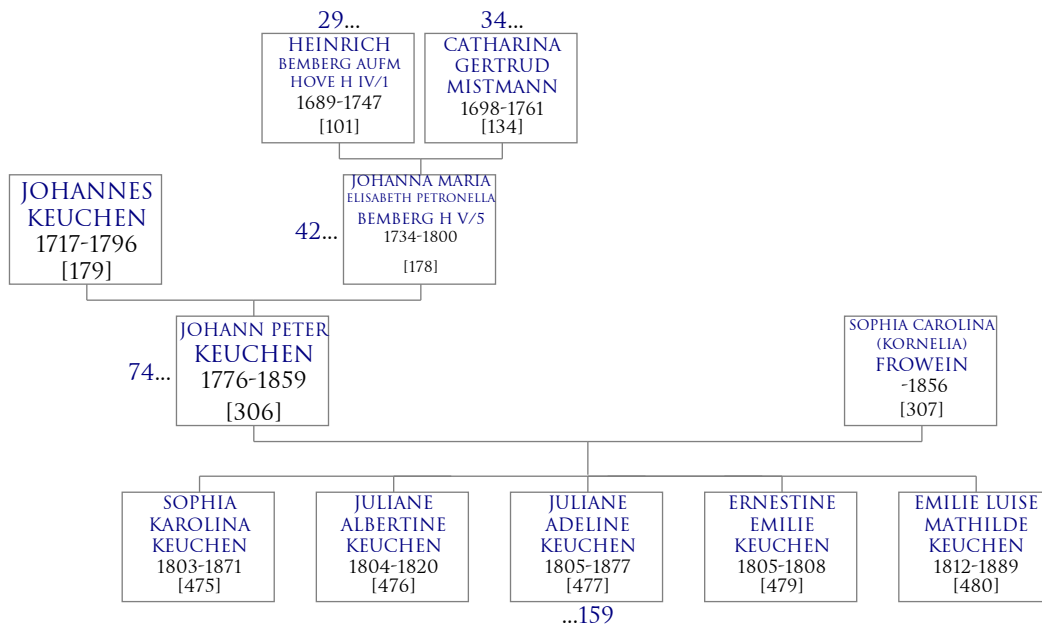 29...
HEINRICH
BEMBERG AUFM
HOVE H IV/1
1689-1747
[101]
34...
CATHARINA
GERTRUD
MISTMANN
1698-1761
[134]
JOHANNES
KEUCHEN
1717-1796
[179]
42...
JOHANNA MARIA
ELISABETH PETRONELLA
BEMBERG H V/5
1734-1800
[178]
74...
JOHANN PETER
KEUCHEN
1776-1859
[306]
SOPHIA CAROLINA
(KORNELIA)
FROWEIN
-1856
[307]
SOPHIA
KAROLINA
KEUCHEN
1803-1871
[475]
JULIANE
ALBERTINE
KEUCHEN
1804-1820
[476]
JULIANE
ADELINE
KEUCHEN
1805-1877
[477]
...159
ERNESTINE
EMILIE
KEUCHEN
1805-1808
[479]
EMILIE LUISE
MATHILDE
KEUCHEN
1812-1889
[480]